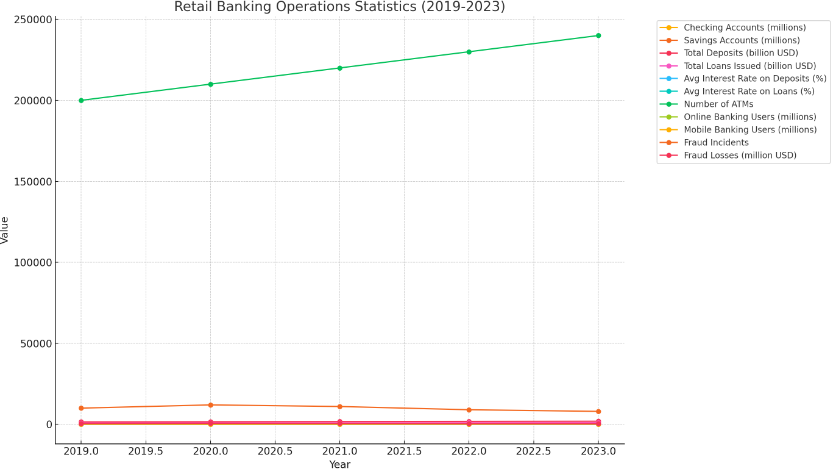 Retail Banking Operations Statistics (2019-2023)
250000
200000
150000
100000
50000
0
Value
2019.0 2019.5 2020.0 2020.5 2021.0 2021.5 2022.0 2022.5 2023.0
Year
Checking Accounts (millions)
Savings Accounts (millions)
Total Deposits (billion USD)
Total Loans Issued (billion USD)
Avg Interest Rate on Deposits (%)
Avg Interest Rate on Loans (%)
Number of ATMs
Online Banking Users (millions)
Mobile Banking Users (millions)
Fraud Incidents
Fraud Losses (million USD)